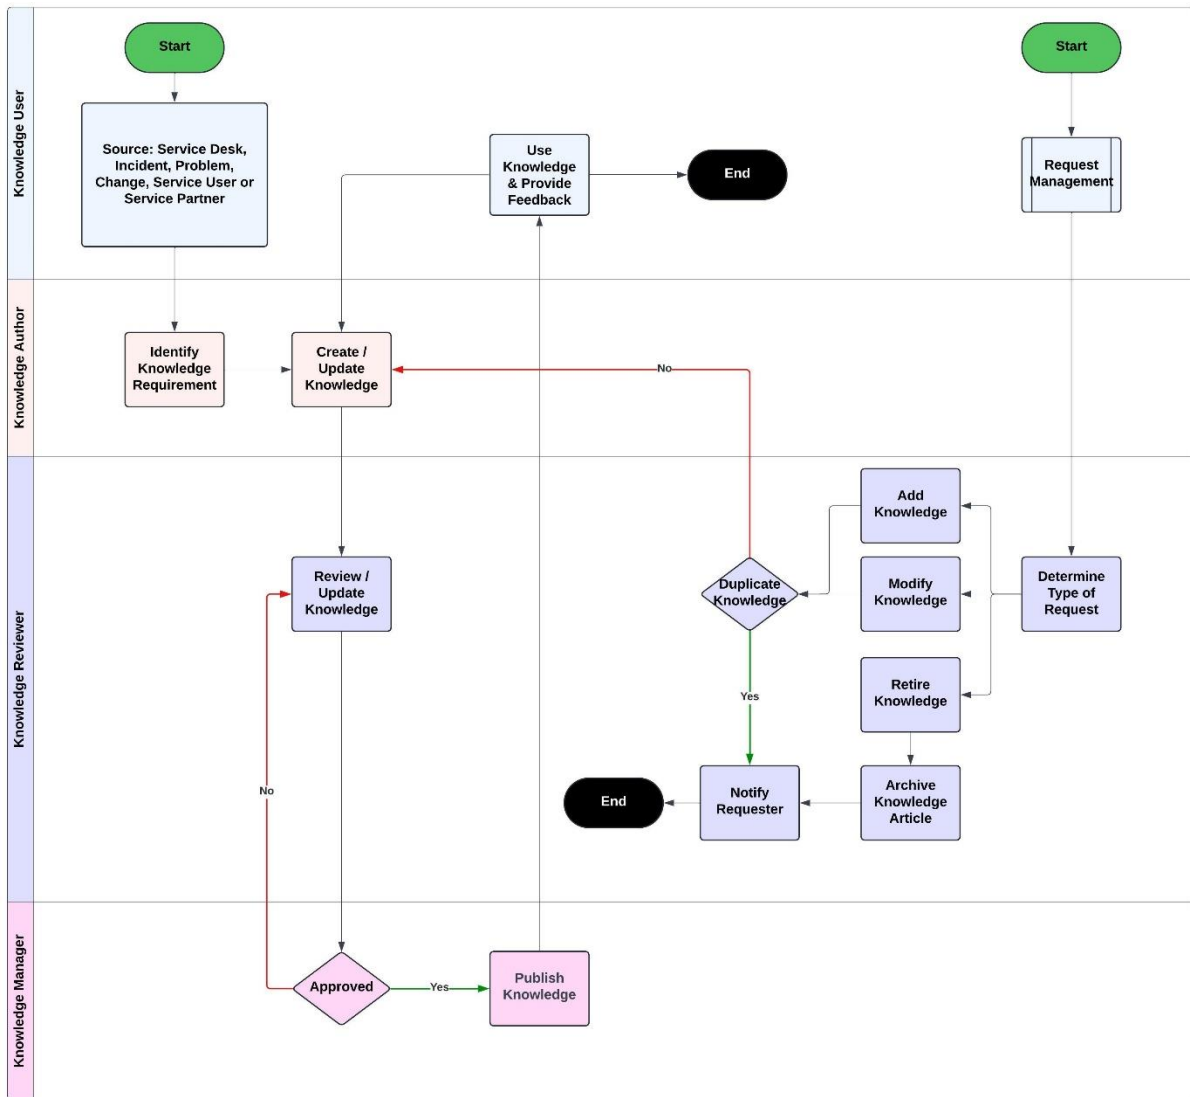 Knowledge User
Start
Start
Source: Service Desk,
Incident, Problem,
Change, Service User or
Service Partner
Use
Knowledge
& Provide
Feedback
End
Request
Management
Knowledge Author
Identify
Knowledge
Requirement
Create /
Update
Knowledge
No
Knowledge Reviewer
Add
Knowledge
Review /
Update
Knowledge
Duplicate
Knowledge
Modify
Knowledge
Determine
Type of
Request
Retire
Knowledge
Yes
No
End
Notify
Requester
Archive
Knowledge
Article
Knowledge Manager
Approved
Yes
Publish
Knowledge